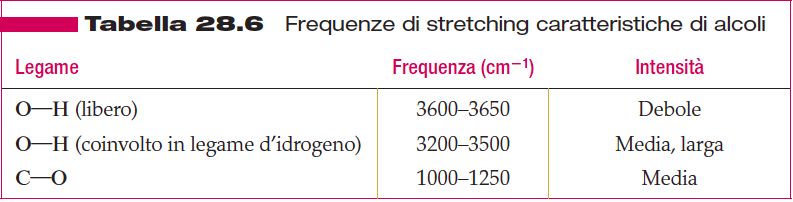 Tabella 28.6 Frequenze di stretching caratteristiche di alcoli
Legame Frequenza (cm⁻¹) Intensità
O—H (libero) 3600–3650 Debole
O—H (coinvolto in legame d’idrogeno) 3200–3500 Media, larga
C—O 1000–1250 Media